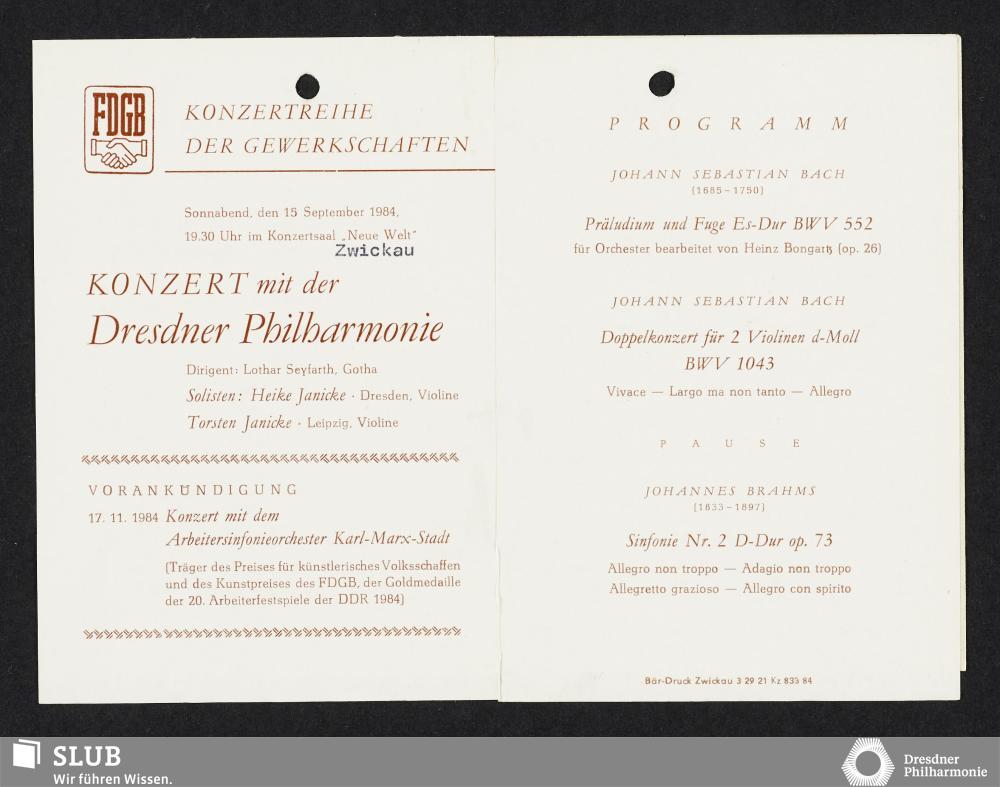 FDGB
KONZERTREIHE
DER GEWERKSCHAFTEN
Sonnabend, den 15 September 1984,
19.30 Uhr im Konzertsaal „Neue Welt"
Zwickau
KONZERT mit der
Dresdner Philharmonie
Dirigent: Lothar Seyfarth, Gotha
Solisten: Heike Janicke · Dresden, Violine
Torsten Janicke · Leipzig, Violine
VORANKÜNDIGUNG
17. 11. 1984 Konzert mit dem
Arbeitersinfonieorchester Karl-Marx-Stadt
(Träger des Preises für künstlerisches Volksschaffen
und des Kunstpreises des FDGB, der Goldmedaille
der 20. Arbeiterfestspiele der DDR 1984)
PROGRAMM
JOHANN SEBASTIAN BACH
(1685–1750)
Präludium und Fuge Es-Dur BWV 552
für Orchester bearbeitet von Heinz Bongartz (op. 26)
JOHANN SEBASTIAN BACH
Doppelkonzert für 2 Violinen d-Moll
BWV 1043
Vivace — Largo ma non tanto — Allegro
PAUSE
JOHANNES BRAHMS
(1833–1897)
Sinfonie Nr. 2 D-Dur op. 73
Allegro non troppo — Adagio non troppo
Allegretto grazioso — Allegro con spirito
Bär-Druck Zwickau 3 29 21 Kz 833 84
SLUB
Wir führen Wissen.
Dresdner
Philharmonie